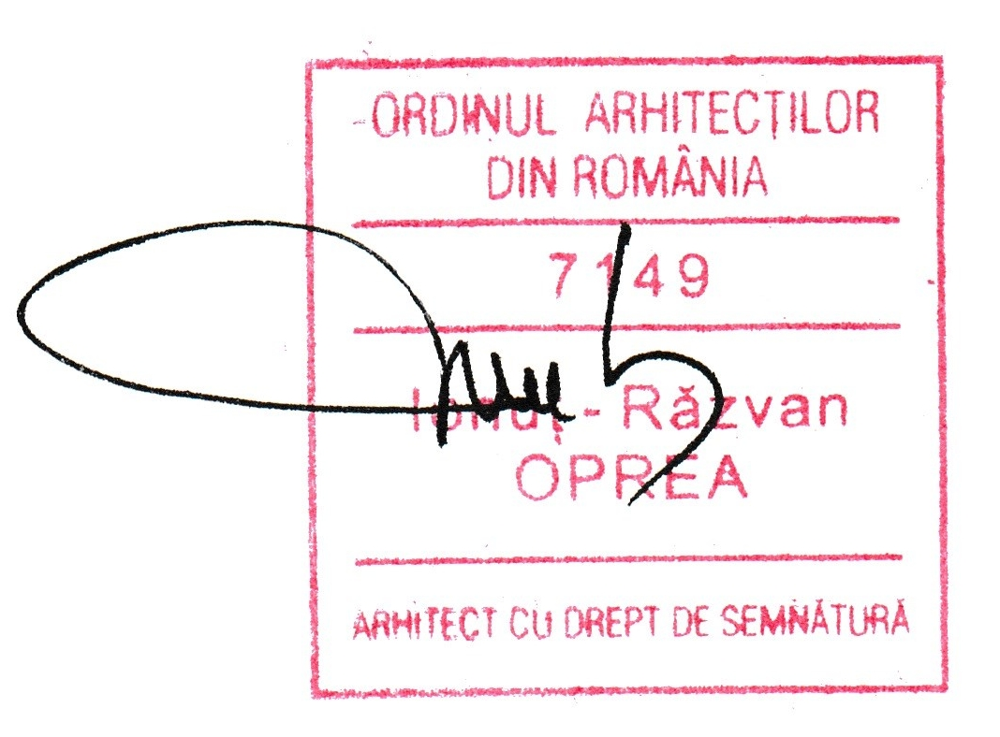 ORDINUL ARHITECȚILOR
DIN ROMÂNIA
7149
Ionuț - Răzvan
OPREA
ARHITECT CU DREPT DE SEMNĂTURĂ